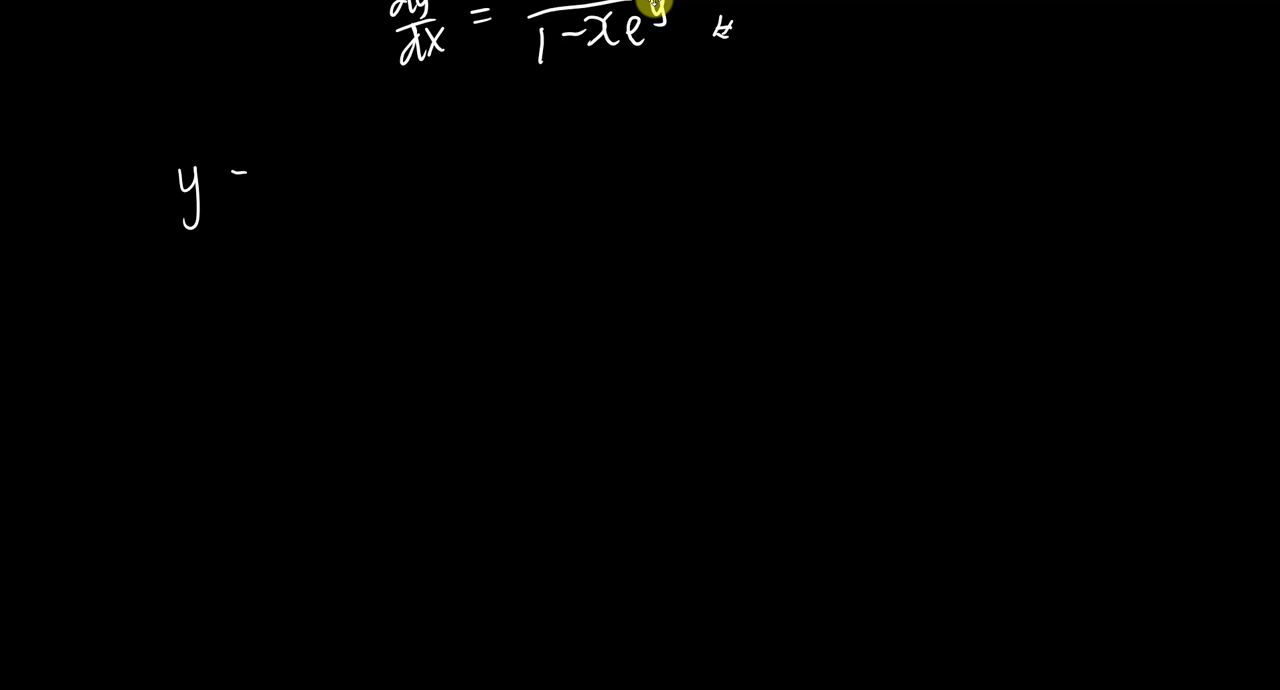 dy/dx = /(1-xe^y)
y -